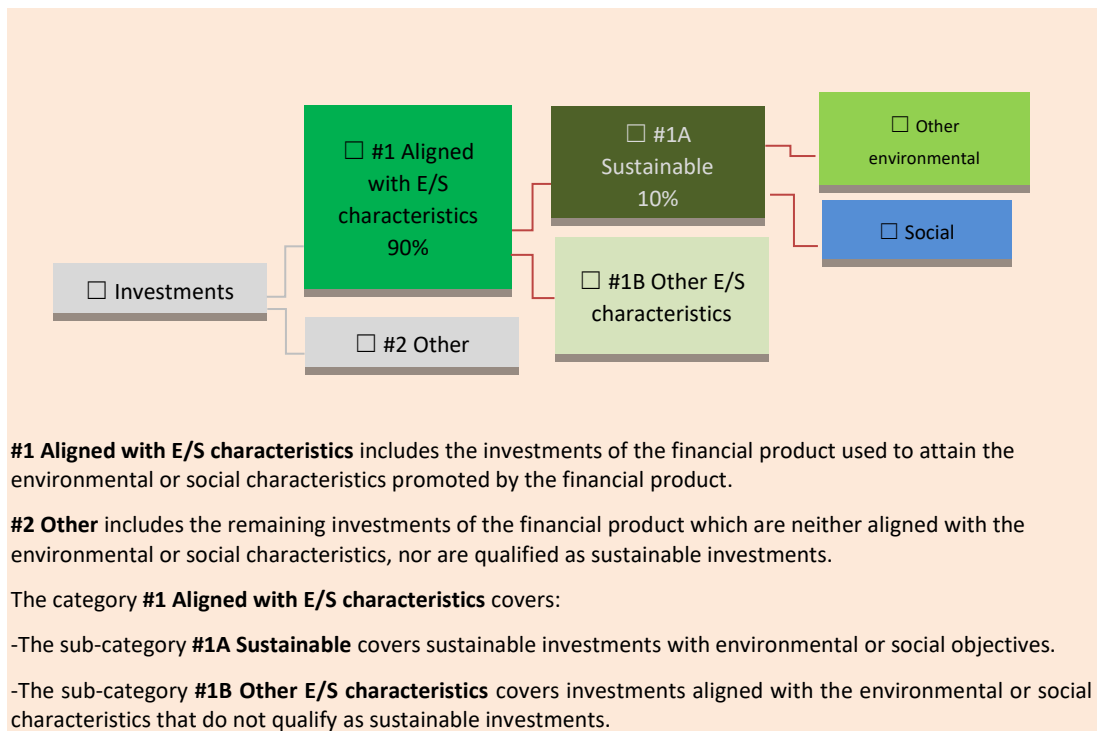 ☐ #1 Aligned
with E/S
characteristics
90%
☐ #1A
Sustainable
10%
☐ Other
environmental
☐ Social
☐ Investments
☐ #1B Other E/S
characteristics
☐ #2 Other
#1 Aligned with E/S characteristics includes the investments of the financial product used to attain the
environmental or social characteristics promoted by the financial product.
#2 Other includes the remaining investments of the financial product which are neither aligned with the
environmental or social characteristics, nor are qualified as sustainable investments.
The category #1 Aligned with E/S characteristics covers:
-The sub-category #1A Sustainable covers sustainable investments with environmental or social objectives.
-The sub-category #1B Other E/S characteristics covers investments aligned with the environmental or social
characteristics that do not qualify as sustainable investments.